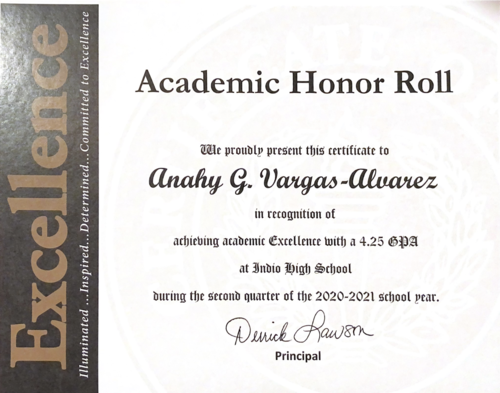 Excellence
Illuminated ...Inspired...Determined...Committed to Excellence
Academic Honor Roll
We proudly present this certificate to
Anahy G. Vargas-Alvarez
in recognition of
achieving academic Excellence with a 4.25 GPA
at Indio High School
during the second quarter of the 2020-2021 school year.
Derrick Lawson
Principal